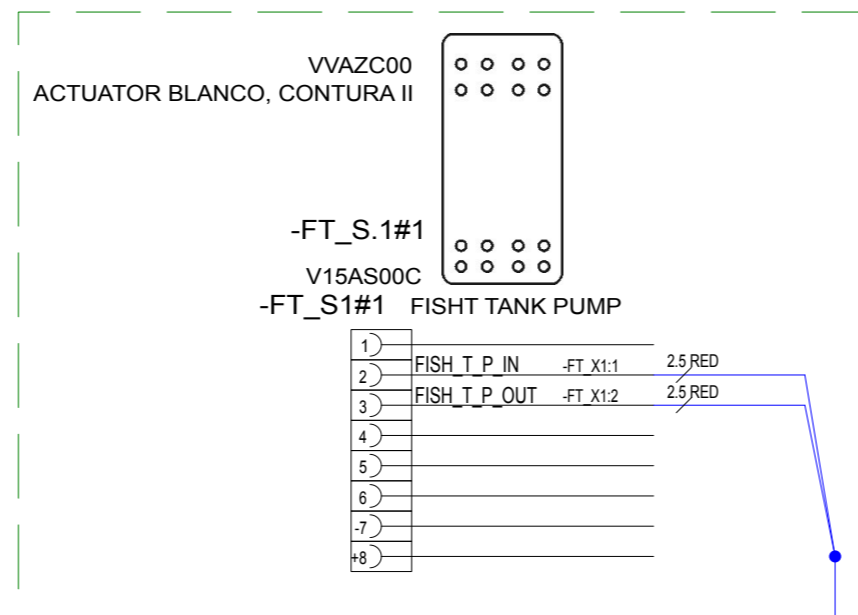 VVAZC00
ACTUATOR BLANCO, CONTURA II
-FT_S.1#1
V15AS00C
-FT_S1#1 FISHT TANK PUMP
1
2 FISH_T_P_IN -FT_X1:1 2.5 RED
3 FISH_T_P_OUT -FT_X1:2 2.5 RED
4
5
6
-7
+8